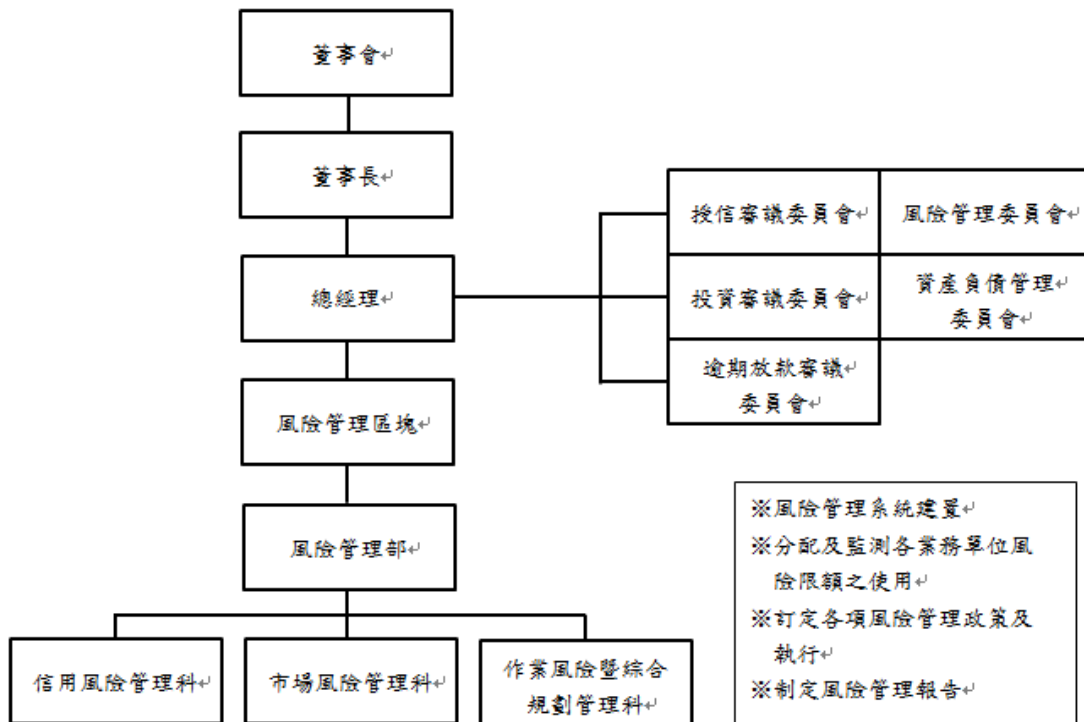 董事會
董事長
總經理
授信審議委員會
風險管理委員會
投資審議委員會
資產負債管理
委員會
逾期放款審議
委員會
風險管理區塊
風險管理部
信用風險管理科
市場風險管理科
作業風險暨綜合
規劃管理科
※風險管理系統建置
※分配及監測各業務單位風
險限額之使用
※訂定各項風險管理政策及
執行
※制定風險管理報告